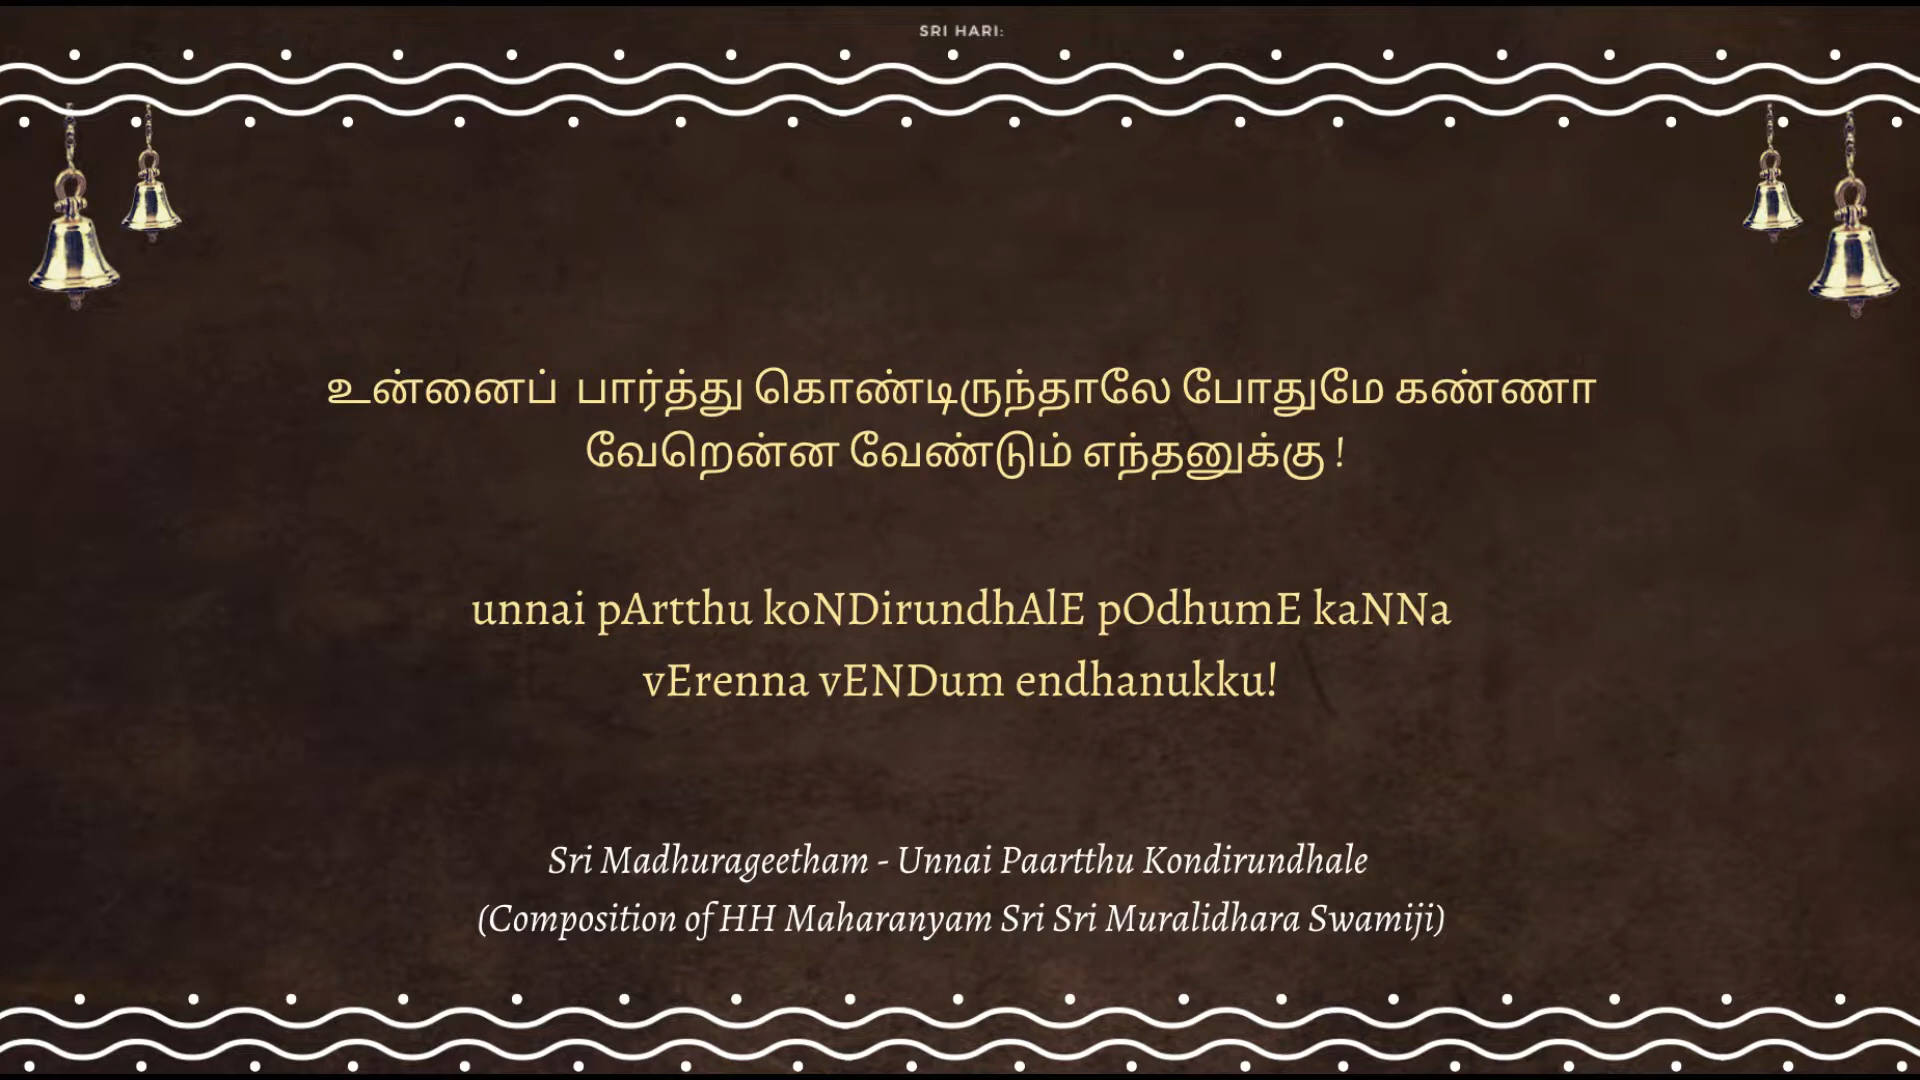 SRI HARI:
உன்னைப் பார்த்து கொண்டிருந்தாலே போதுமே கண்ணா
வேறென்ன வேண்டும் எந்தனுக்கு !
unnai pArtthu koNDirundhAlE pOdhumE kaNNa
vErenna vENDum endhanukku!
Sri Madhurageetham - Unnai Paartthu Kondirundhale
(Composition of HH Maharanyam Sri Sri Muralidhara Swamiji)